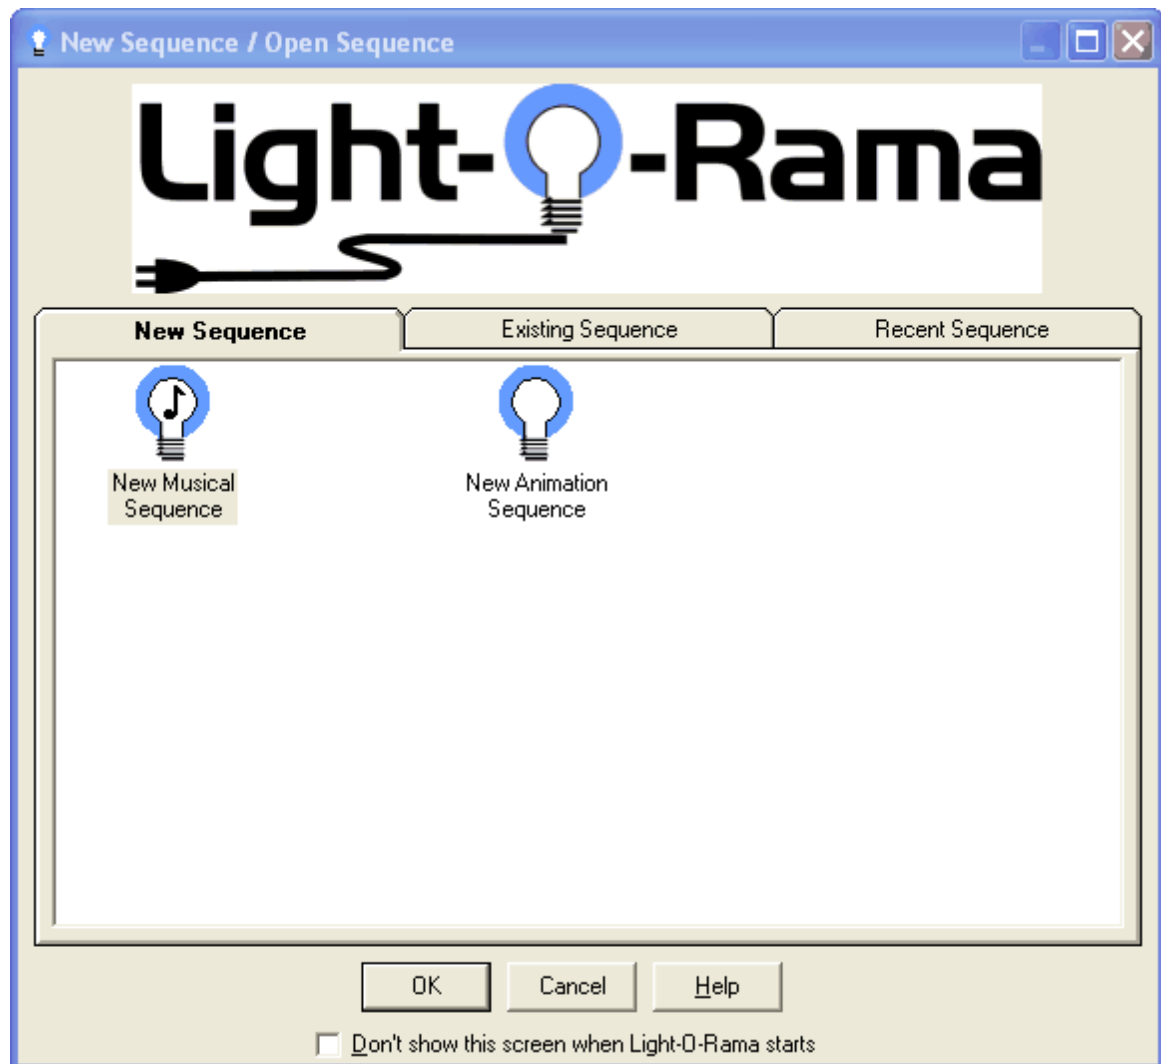 New Sequence / Open Sequence
Light-O-Rama
New Sequence
Existing Sequence
Recent Sequence
New Musical
Sequence
New Animation
Sequence
OK
Cancel
Help
Don't show this screen when Light-O-Rama starts